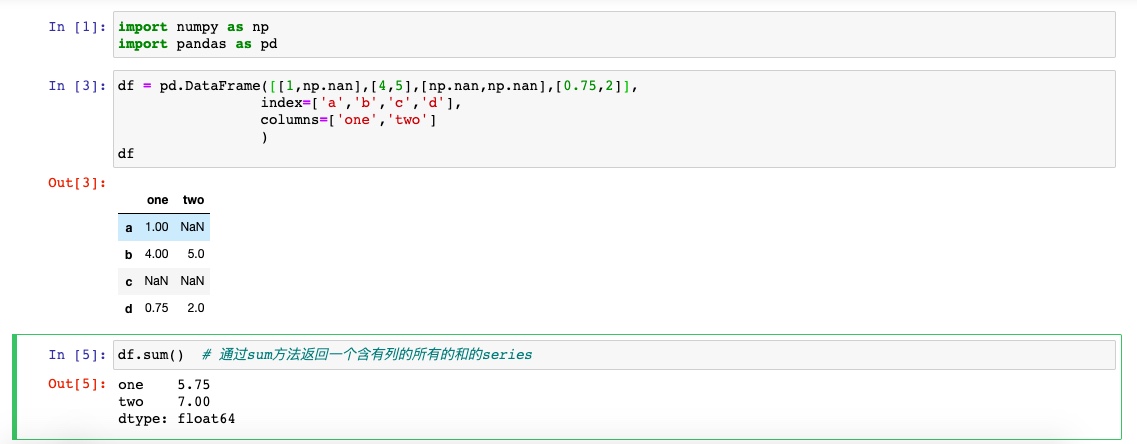 In [1]: import numpy as np
import pandas as pd
In [3]: df = pd.DataFrame([[1,np.nan],[4,5],[np.nan,np.nan],[0.75,2]],
index=['a','b','c','d'],
columns=['one','two']
)
df
Out[3]:
one two
a 1.00 NaN
b 4.00 5.0
c NaN NaN
d 0.75 2.0
In [5]: df.sum() # 通过sum方法返回一个含有列的所有的和的series
Out[5]: one 5.75
two 7.00
dtype: float64